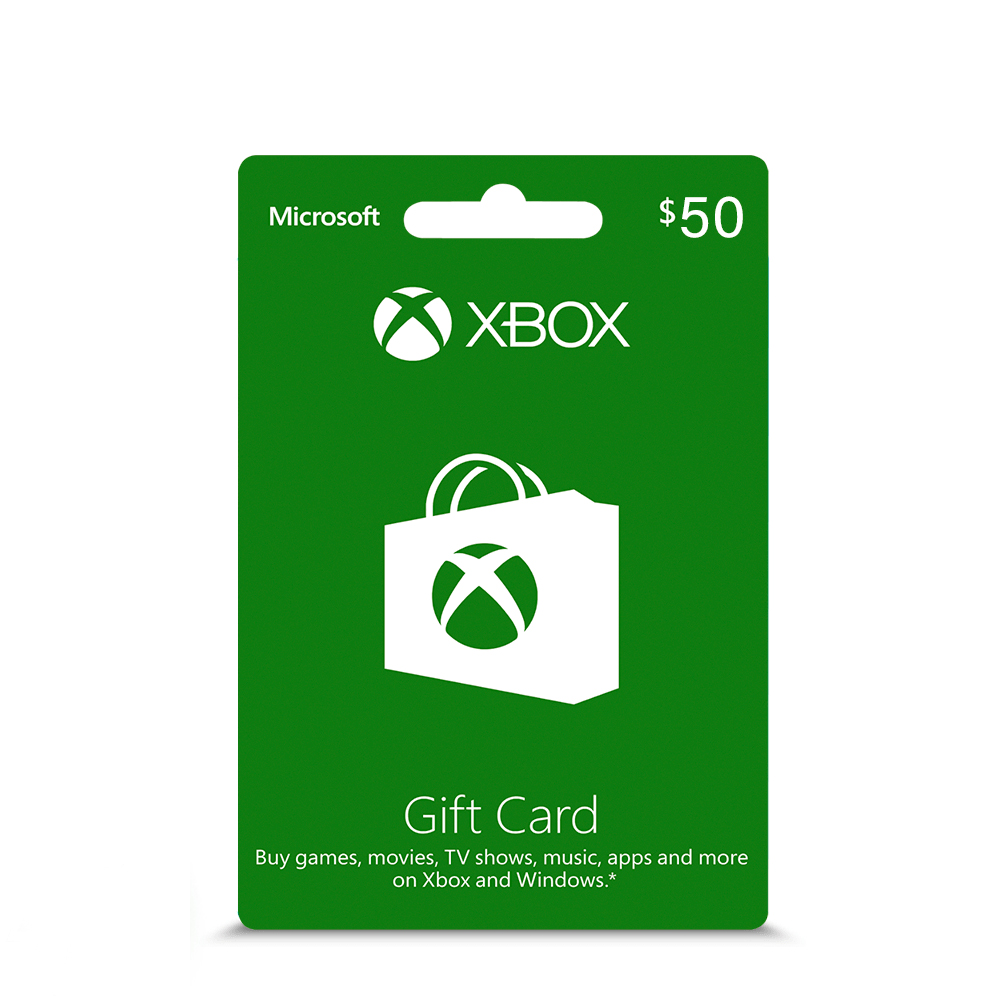 Microsoft
$50
XBOX
Gift Card
Buy games, movies, TV shows, music, apps and more
on Xbox and Windows.*